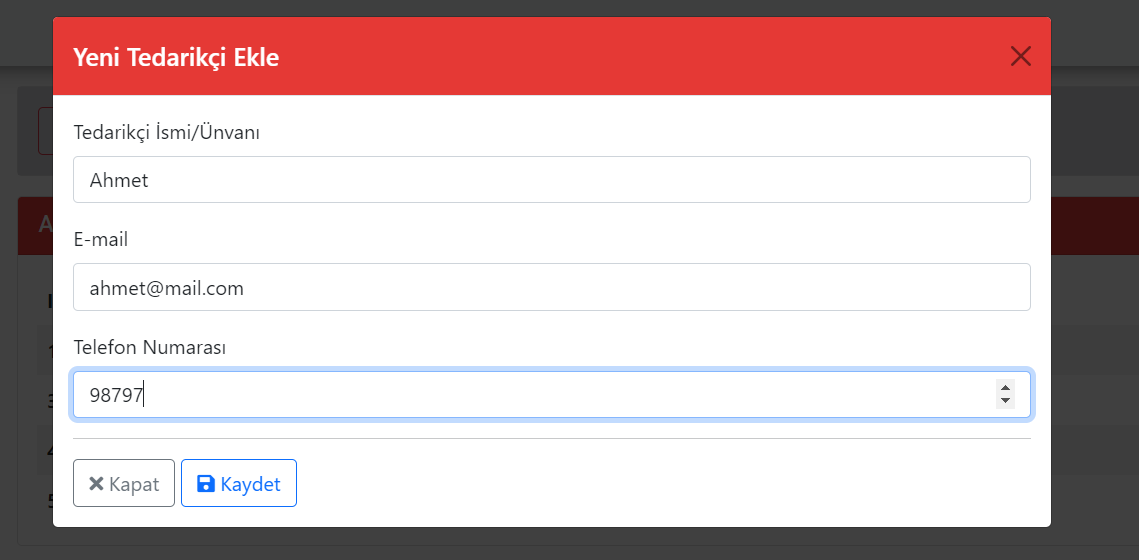 Yeni Tedarikçi Ekle
Tedarikçi İsmi/Ünvanı
Ahmet
E-mail
ahmet@mail.com
Telefon Numarası
98797
Kapat Kaydet